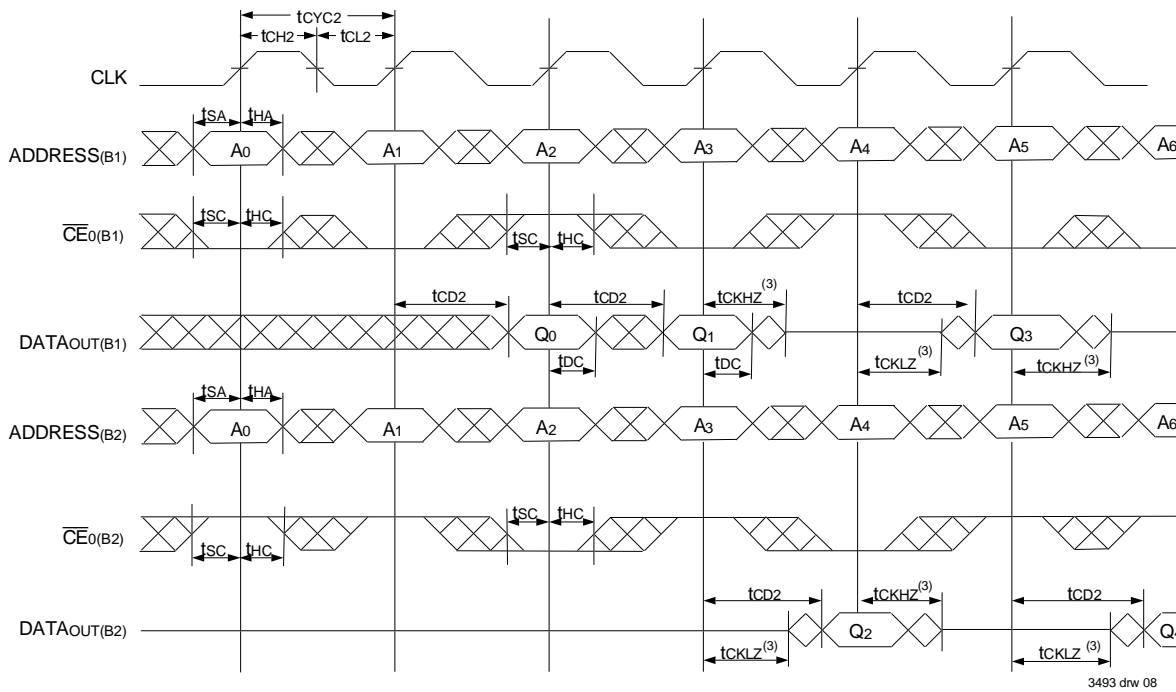 tCYC2
tCH2 tCL2
CLK
tSA tHA
ADDRESS(B1) A0 A1 A2 A3 A4 A5 A6
tSC tHC
CE0(B1)
tSC tHC
tCD2 tCD2 tCKHZ(3) tCD2
DATAOUT(B1) Q0 Q1 Q3
tDC tDC tCKLZ(3) tCKHZ(3)
tSA tHA
ADDRESS(B2) A0 A1 A2 A3 A4 A5 A6
tSC tHC
CE0(B2)
tSC tHC
tCD2 tCKHZ(3) tCD2
DATAOUT(B2) Q2
tCKLZ(3) tCKLZ(3)
3493 drw 08